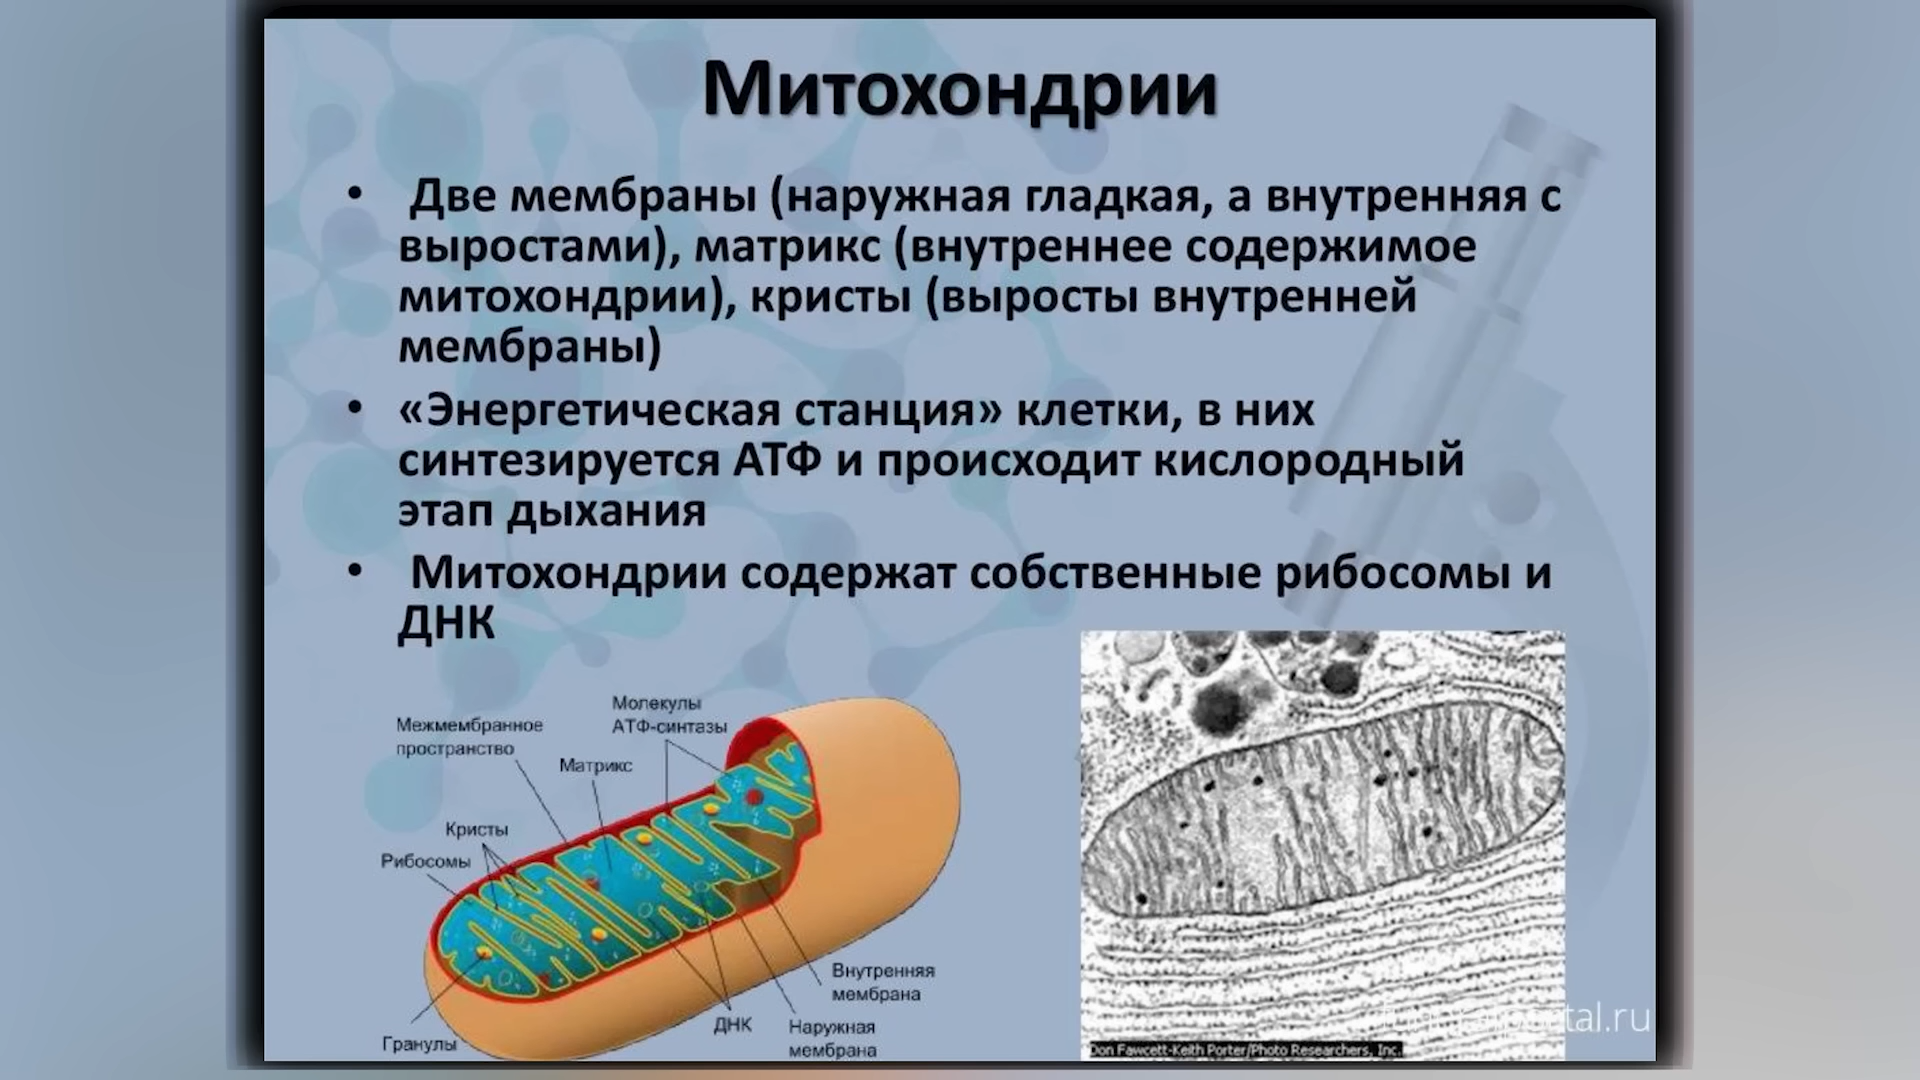 Митохондрии
• Две мембраны (наружная гладкая, а внутренняя с
выростами), матрикс (внутреннее содержимое
митохондрии), кристы (выросты внутренней
мембраны)
• «Энергетическая станция» клетки, в них
синтезируется АТФ и происходит кислородный
этап дыхания
• Митохондрии содержат собственные рибосомы и
ДНК
Молекулы
АТФ-синтазы
Межмембранное
пространство
Матрикс
Кристы
Рибосомы
Внутренняя
мембрана
ДНК
Наружная
мембрана
Гранулы
Don Fawcett-Keith Porter/Photo Researchers, Inc.